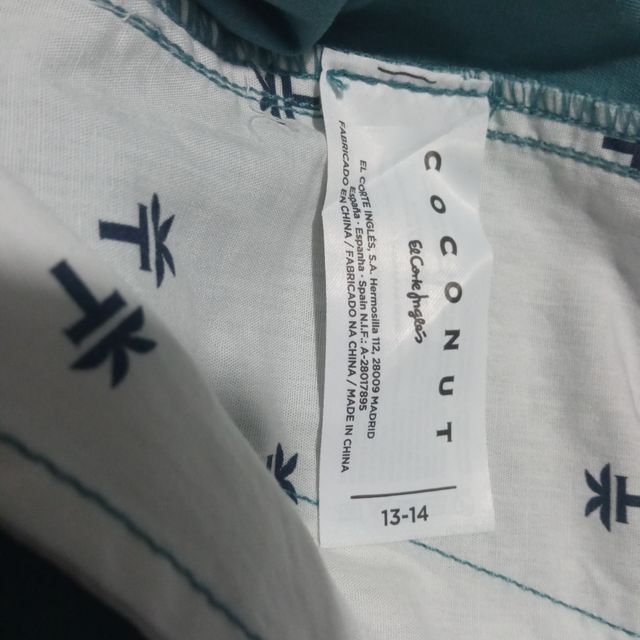 COCONUT
El Corte Inglés
EL CORTE INGLÉS, S.A. Hermosilla 112, 28009 MADRID
España · Espanha · Spain N.I.F.: A-28017895
FABRICADO EN CHINA / FABRICADO NA CHINA / MADE IN CHINA
13-14